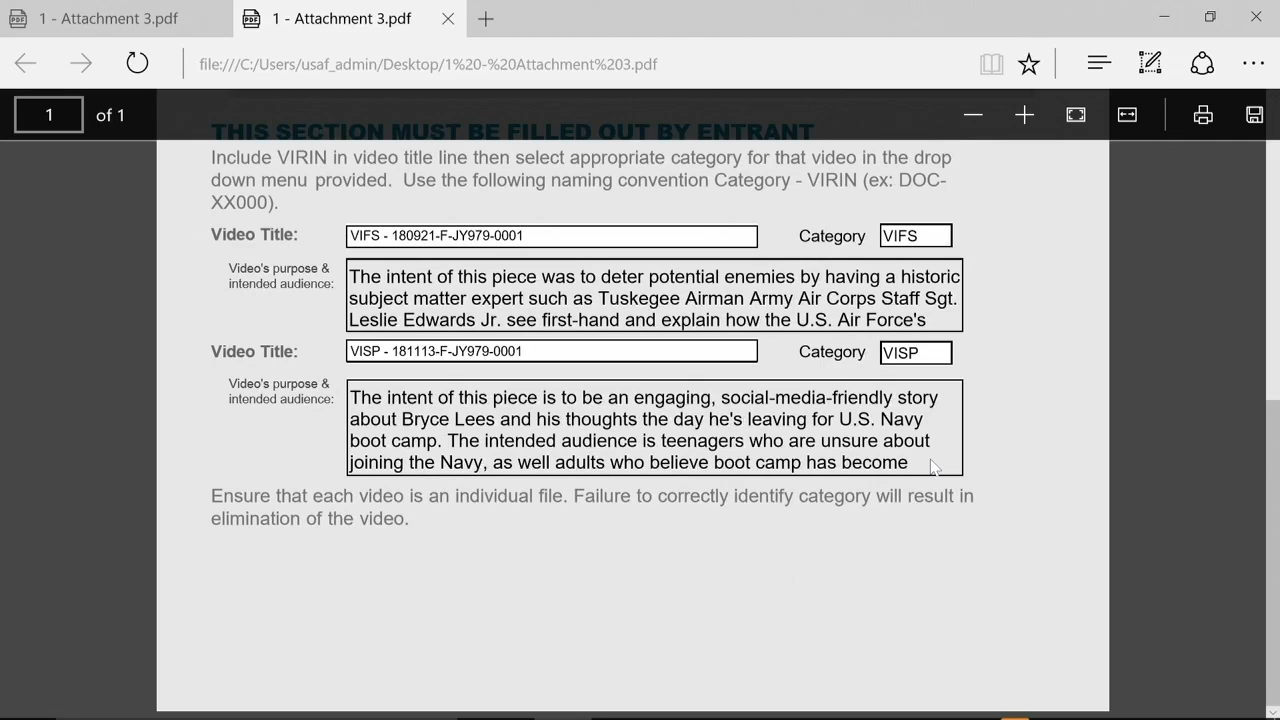 1 - Attachment 3.pdf
1 - Attachment 3.pdf
file:///C:/Users/usaf_admin/Desktop/1%20-%20Attachment%203.pdf
1 of 1
THIS SECTION MUST BE FILLED OUT BY ENTRANT
Include VIRIN in video title line then select appropriate category for that video in the drop
down menu provided. Use the following naming convention Category - VIRIN (ex: DOC-
XX000).
Video Title: VIFS - 180921-F-JY979-0001 Category VIFS
Video's purpose &
intended audience:
The intent of this piece was to deter potential enemies by having a historic
subject matter expert such as Tuskegee Airman Army Air Corps Staff Sgt.
Leslie Edwards Jr. see first-hand and explain how the U.S. Air Force's
Video Title: VISP - 181113-F-JY979-0001 Category VISP
Video's purpose &
intended audience:
The intent of this piece is to be an engaging, social-media-friendly story
about Bryce Lees and his thoughts the day he's leaving for U.S. Navy
boot camp. The intended audience is teenagers who are unsure about
joining the Navy, as well adults who believe boot camp has become
Ensure that each video is an individual file. Failure to correctly identify category will result in
elimination of the video.